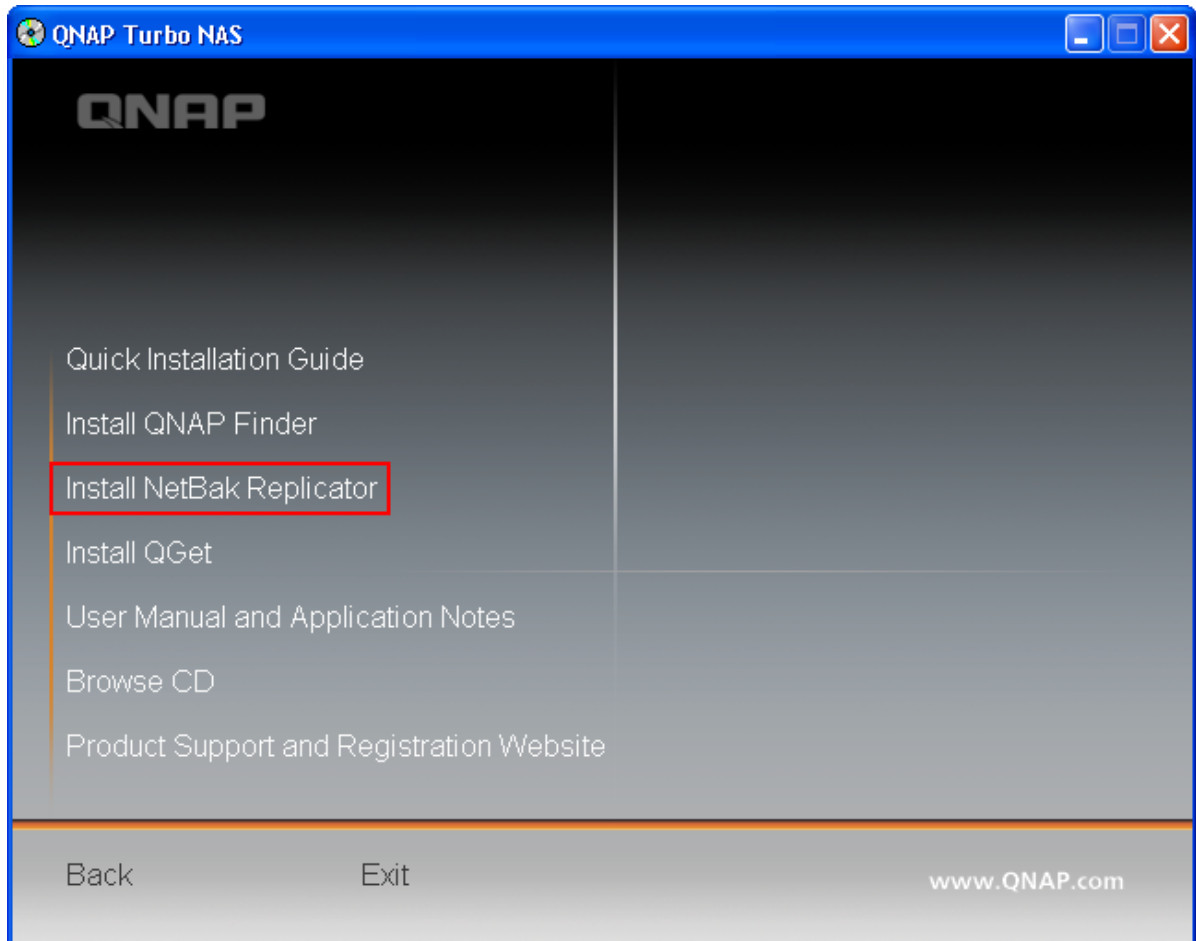 QNAP Turbo NAS
QNAP
Quick Installation Guide
Install QNAP Finder
Install NetBak Replicator
Install QGet
User Manual and Application Notes
Browse CD
Product Support and Registration Website
Back Exit www.QNAP.com